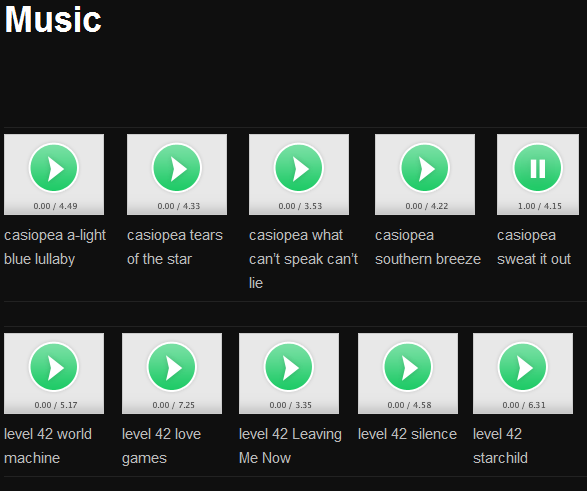 Music
0.00 / 4.49
0.00 / 4.33
0.00 / 3.53
0.00 / 4.22
1.00 / 4.15
casiopea a-light
blue lullaby
casiopea tears
of the star
casiopea what
can't speak can't
lie
casiopea
southern breeze
casiopea
sweat it out
0.00 / 5.17
0.00 / 7.25
0.00 / 3.35
0.00 / 4.58
0.00 / 6.31
level 42 world
machine
level 42 love
games
level 42 Leaving
Me Now
level 42 silence
level 42
starchild